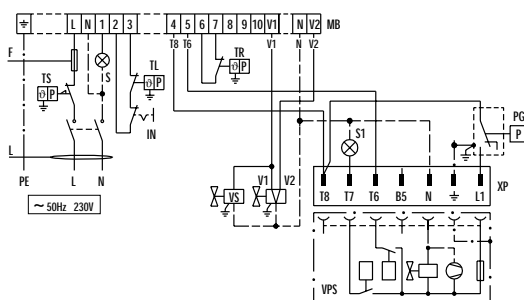 L N 1 2 3 4 5 6 7 8 9 10 V1 N V2 MB
T8 T6 V1 N V2
F
TS
ϑ P
S
TL
ϑ P
IN
TR
ϑ P
L
PE L N
~ 50Hz 230V
S1
PG
P
VS
V1 V2
T8 T7 T6 B5 N L1
XP
VPS